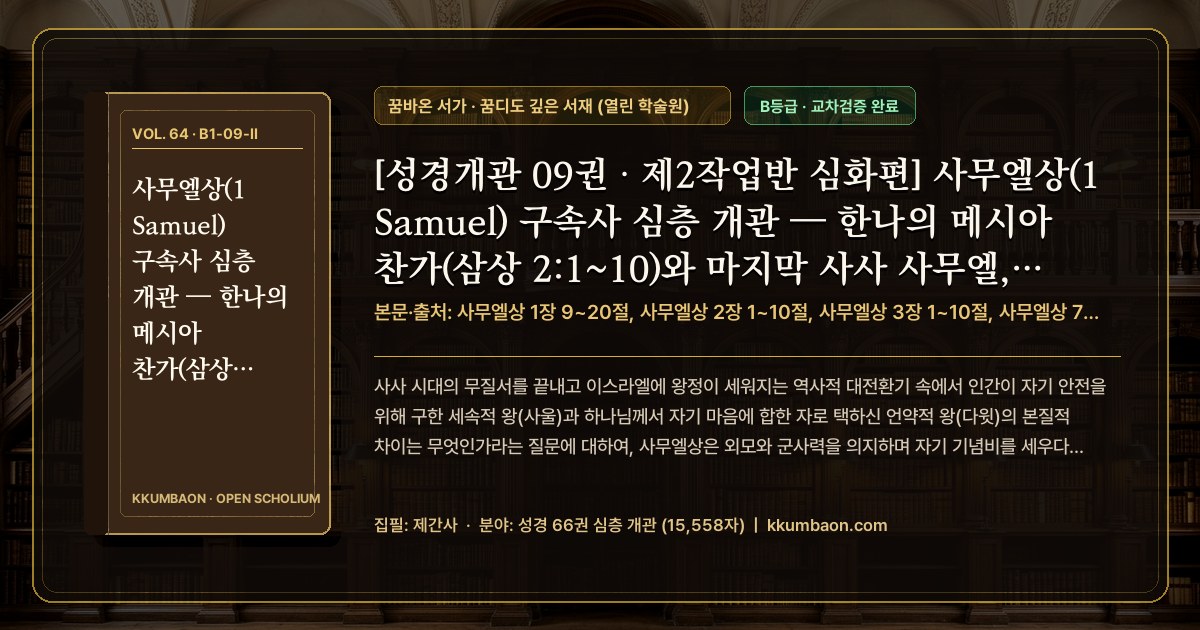 VOL. 64 · B1-09-II
사무엘상(1
Samuel)
구속사 심층
개관 — 한나의
메시아
찬가(삼상…
KKUMBAON · OPEN SCHOLIUM
꿈바온 서가 · 꿈디도 깊은 서재 (열린 학술원)
B등급 · 교차검증 완료
[성경개관 09권 · 제2작업반 심화편] 사무엘상(1
Samuel) 구속사 심층 개관 — 한나의 메시아
찬가(삼상 2:1~10)와 마지막 사사 사무엘,…
본문·출처: 사무엘상 1장 9~20절, 사무엘상 2장 1~10절, 사무엘상 3장 1~10절, 사무엘상 7...
사사 시대의 무질서를 끝내고 이스라엘에 왕정이 세워지는 역사적 대전환기 속에서 인간이 자기 안전을
위해 구한 세속적 왕(사울)과 하나님께서 자기 마음에 합한 자로 택하신 언약적 왕(다윗)의 본질적
차이는 무엇인가라는 질문에 대하여, 사무엘상은 외모와 군사력을 의지하며 자기 기념비를 세우다...
집필: 제간사 · 분야: 성경 66권 심층 개관 (15,558자) | kkumbaon.com